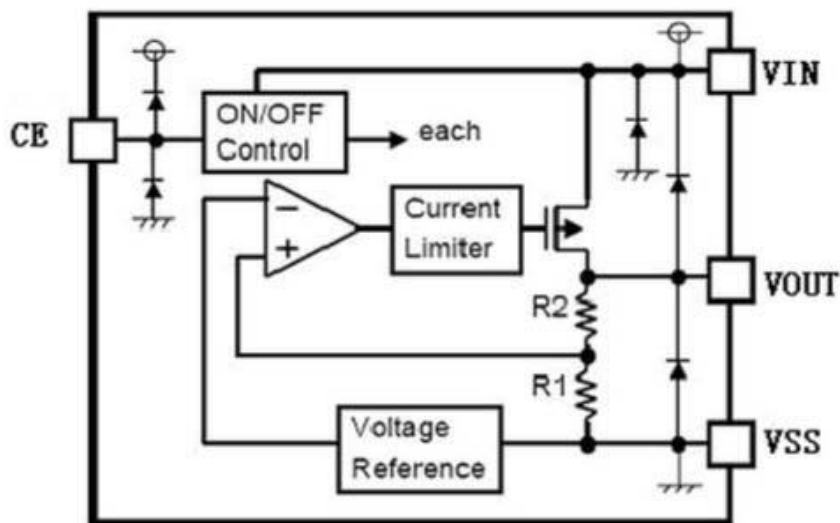 VIN
CE
ON/OFF
Control
each
−
+
Current
Limiter
VOUT
R2
R1
Voltage
Reference
VSS